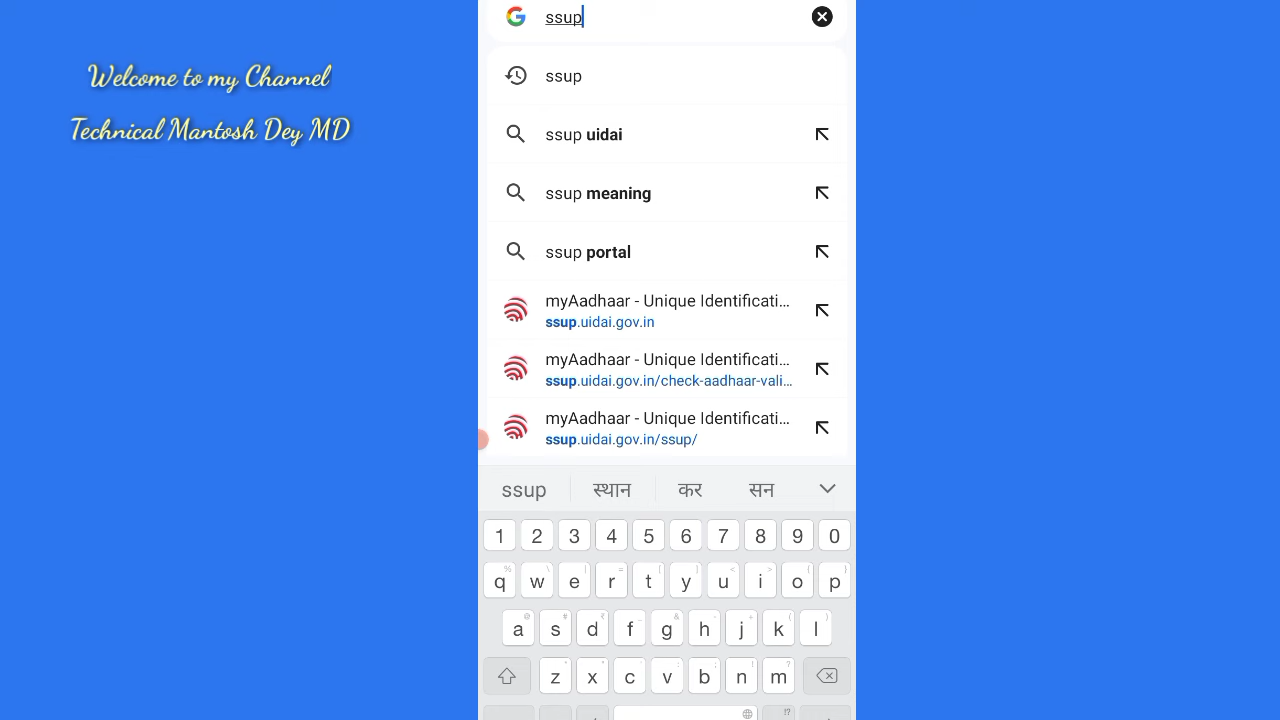 Welcome to my Channel
Technical Mantosh Dey MD
ssup
ssup
ssup uidai
ssup meaning
ssup portal
myAadhaar - Unique Identificati...
ssup.uidai.gov.in
myAadhaar - Unique Identificati...
ssup.uidai.gov.in/check-aadhaar-vali...
myAadhaar - Unique Identificati...
ssup.uidai.gov.in/ssup/
ssup स्थान कर सन
1 2 3 4 5 6 7 8 9 0
q w e r t y u i o p
a s d f g h j k l
z x c v b n m